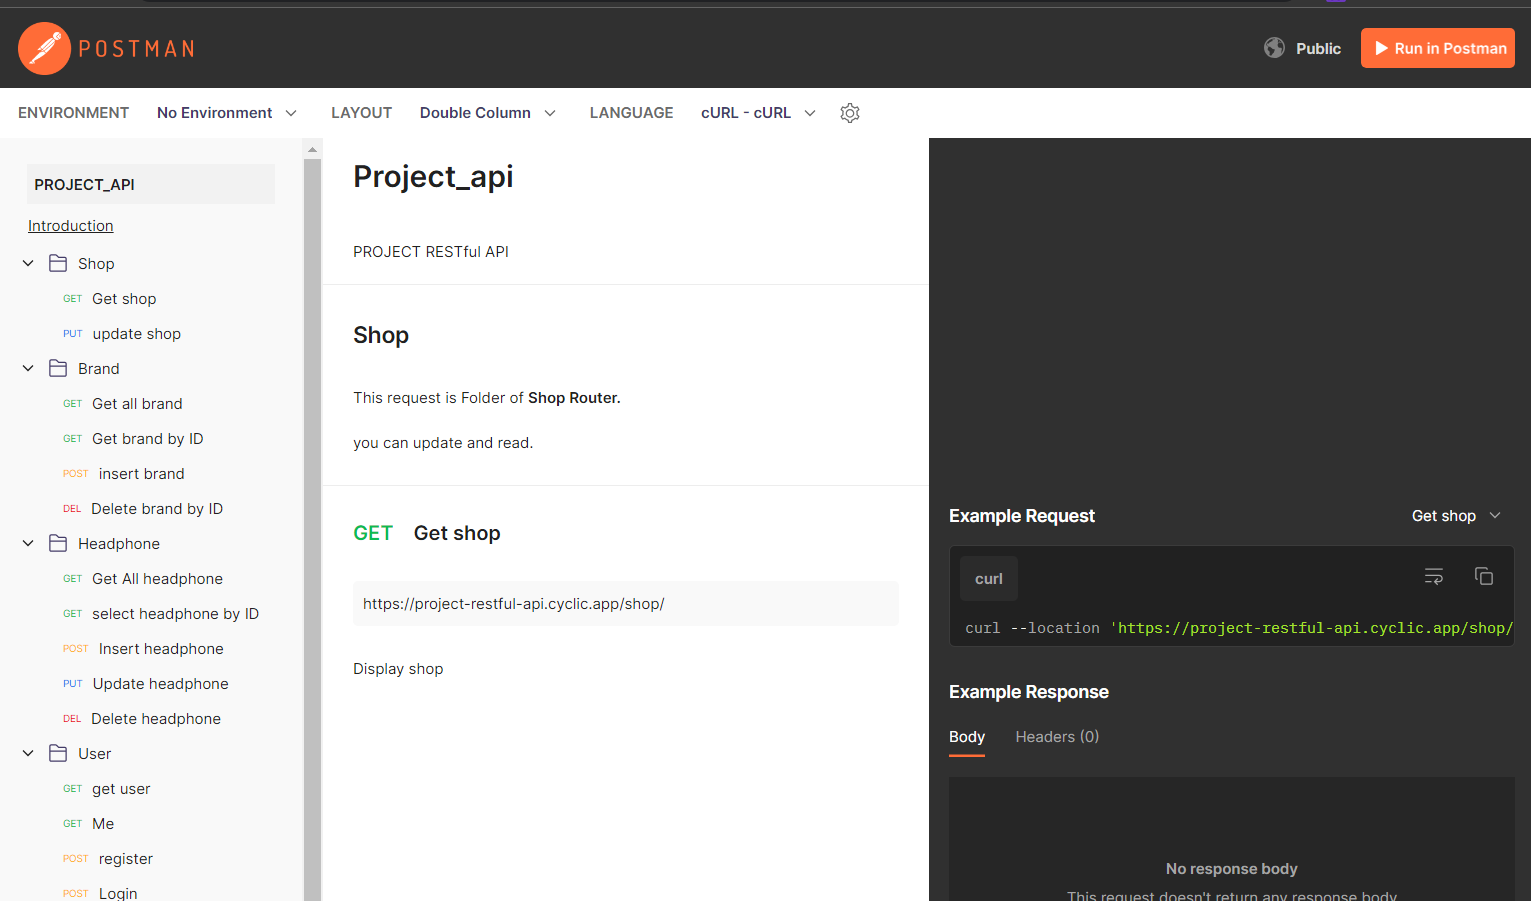 POSTMAN
Public
Run in Postman
ENVIRONMENT No Environment LAYOUT Double Column LANGUAGE cURL - cURL
PROJECT_API
Introduction
Shop
GET Get shop
PUT update shop
Brand
GET Get all brand
GET Get brand by ID
POST insert brand
DEL Delete brand by ID
Headphone
GET Get All headphone
GET select headphone by ID
POST Insert headphone
PUT Update headphone
DEL Delete headphone
User
GET get user
GET Me
POST register
POST Login
Project_api
PROJECT RESTful API
Shop
This request is Folder of Shop Router.
you can update and read.
GET Get shop
https://project-restful-api.cyclic.app/shop/
Display shop
Example Request
Get shop
curl
curl --location 'https://project-restful-api.cyclic.app/shop/
Example Response
Body Headers (0)
No response body
This request doesn't return any response body